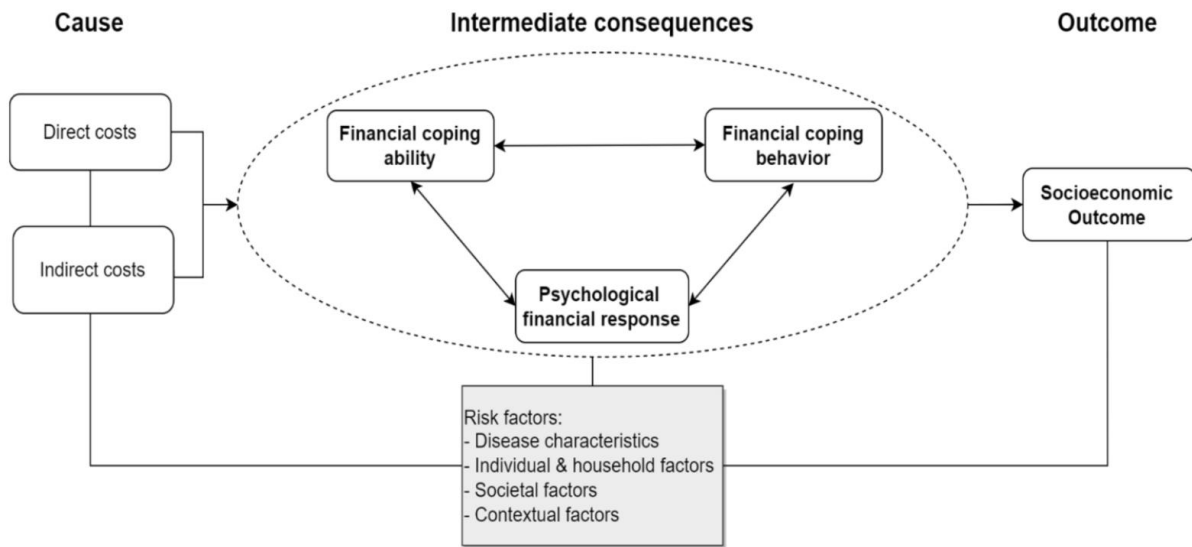 Cause
Intermediate consequences
Outcome
Direct costs
Indirect costs
Financial coping
ability
Financial coping
behavior
Psychological
financial response
Socioeconomic
Outcome
Risk factors:
- Disease characteristics
- Individual & household factors
- Societal factors
- Contextual factors